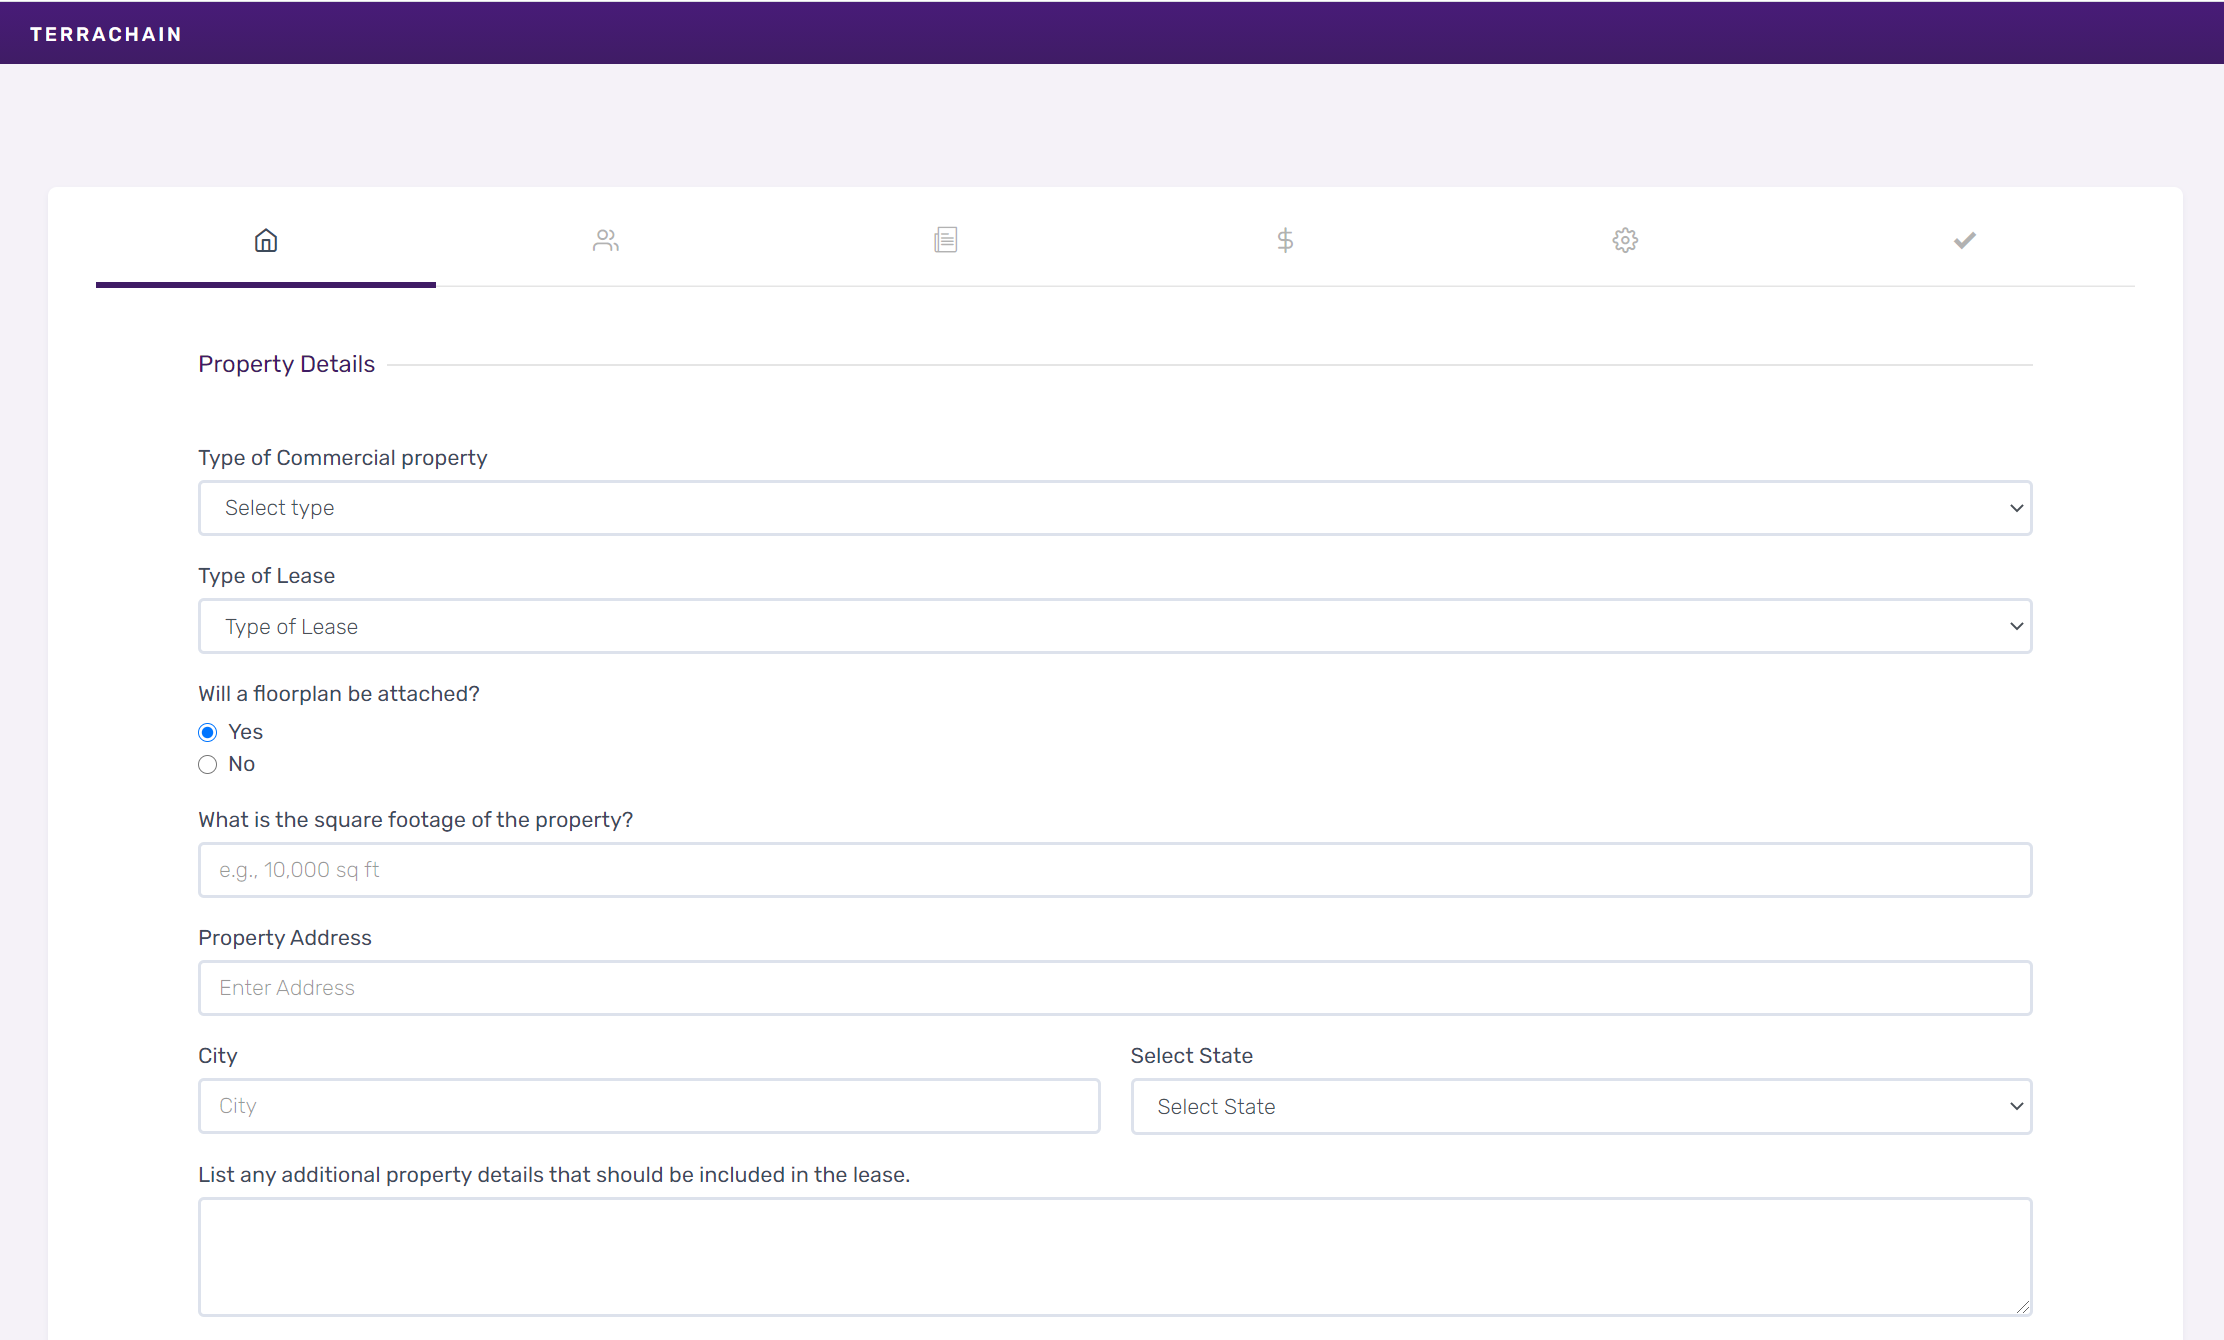 TERRACHAIN
Property Details
Type of Commercial property
Select type
Type of Lease
Type of Lease
Will a floorplan be attached?
Yes
No
What is the square footage of the property?
e.g., 10,000 sq ft
Property Address
Enter Address
City
City
Select State
Select State
List any additional property details that should be included in the lease.